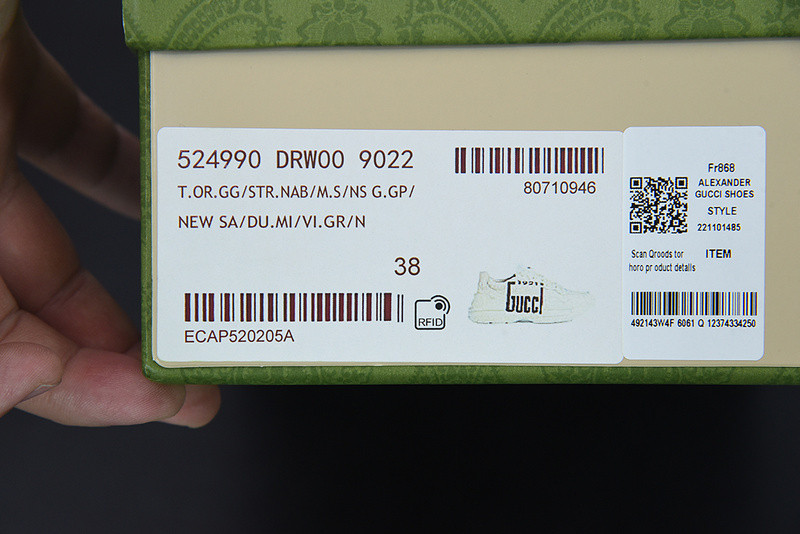 524990 DRW00 9022
T.OR.GG/STR.NAB/M.S/NS G.GP/
NEW SA/DU.MI/VI.GR/N
80710946
38
ECAP520205A
RFID
GUCCI
Fr868
ALEXANDER
GUCCI SHOES
STYLE
221101485
Scan Qroods tor
horo pr oduct details
ITEM
492143W4F 6061 Q 12374334250